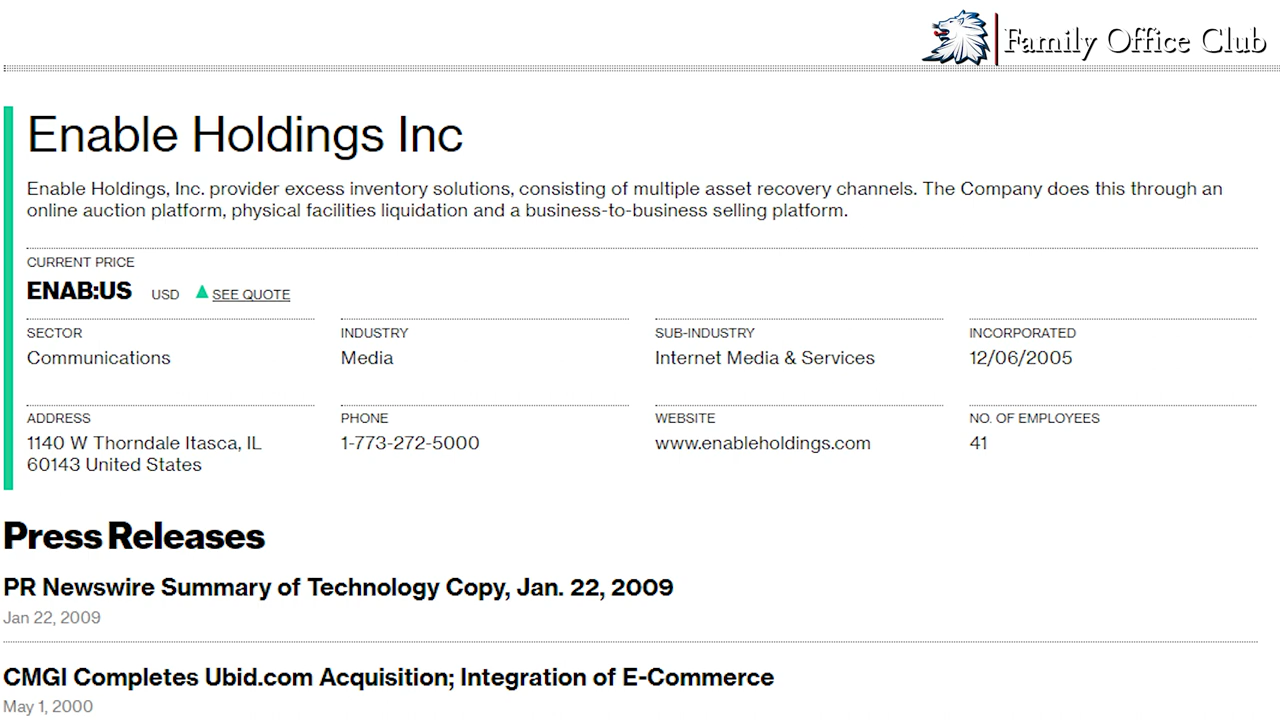 Family Office Club
Enable Holdings Inc
Enable Holdings, Inc. provider excess inventory solutions, consisting of multiple asset recovery channels. The Company does this through an
online auction platform, physical facilities liquidation and a business-to-business selling platform.
CURRENT PRICE
ENAB:US USD ▲ SEE QUOTE
SECTOR INDUSTRY SUB-INDUSTRY INCORPORATED
Communications Media Internet Media & Services 12/06/2005
ADDRESS PHONE WEBSITE NO. OF EMPLOYEES
1140 W Thorndale Itasca, IL 1-773-272-5000 www.enableholdings.com 41
60143 United States
Press Releases
PR Newswire Summary of Technology Copy, Jan. 22, 2009
Jan 22, 2009
CMGI Completes Ubid.com Acquisition; Integration of E-Commerce
May 1, 2000